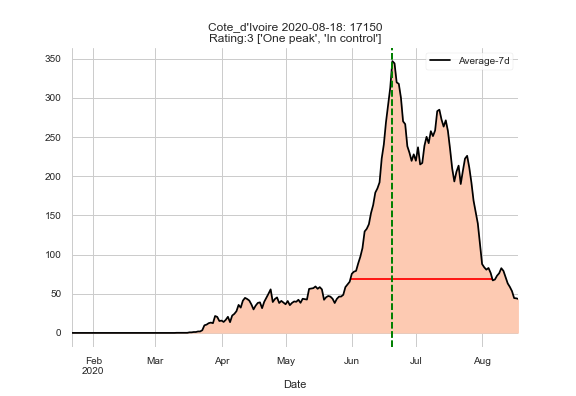 Cote_d'Ivoire 2020-08-18: 17150
Rating:3 ['One peak', 'In control']
Average-7d
350
300
250
200
150
100
50
0
Feb Mar Apr May Jun Jul Aug
2020
Date